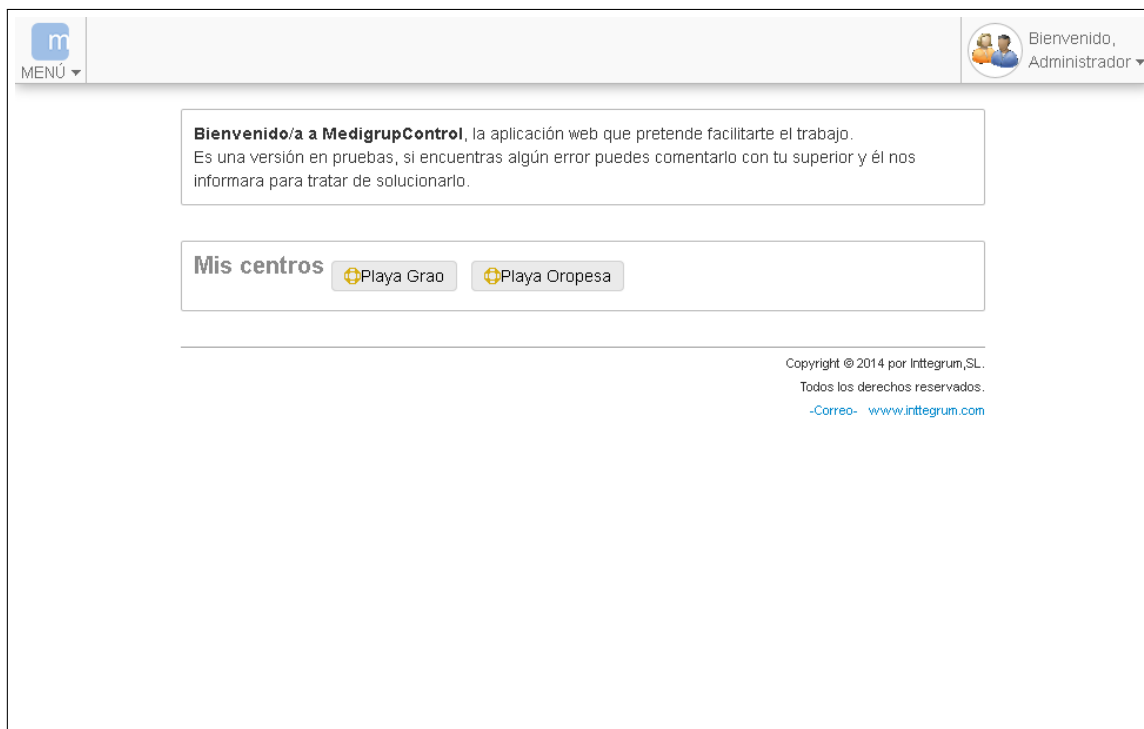 m
MENÚ
Bienvenido,
Administrador
Bienvenido/a a MedigrupControl, la aplicación web que pretende facilitarte el trabajo.
Es una versión en pruebas, si encuentras algún error puedes comentarlo con tu superior y él nos
informara para tratar de solucionarlo.
Mis centros Playa Grao Playa Oropesa
Copyright © 2014 por Inttegrum,SL.
Todos los derechos reservados.
-Correo- www.inttegrum.com